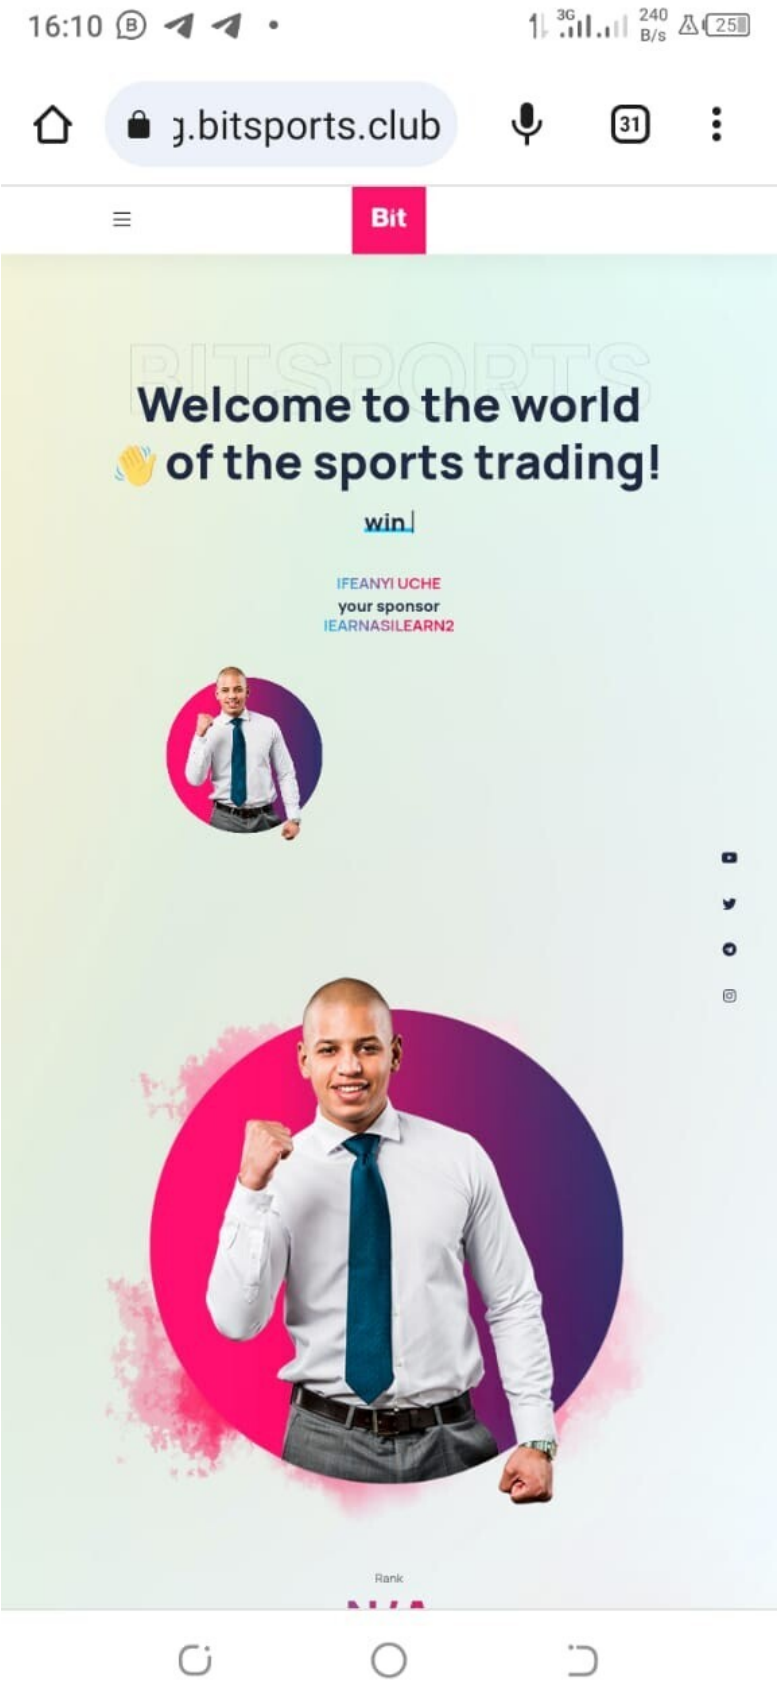 16:10
3G
240
B/s
25
g.bitsports.club
31
Bit
BITSPORTS
Welcome to the world
👋 of the sports trading!
win
IFEANYI UCHE
your sponsor
IEARNASILEARN2
Rank
N/A